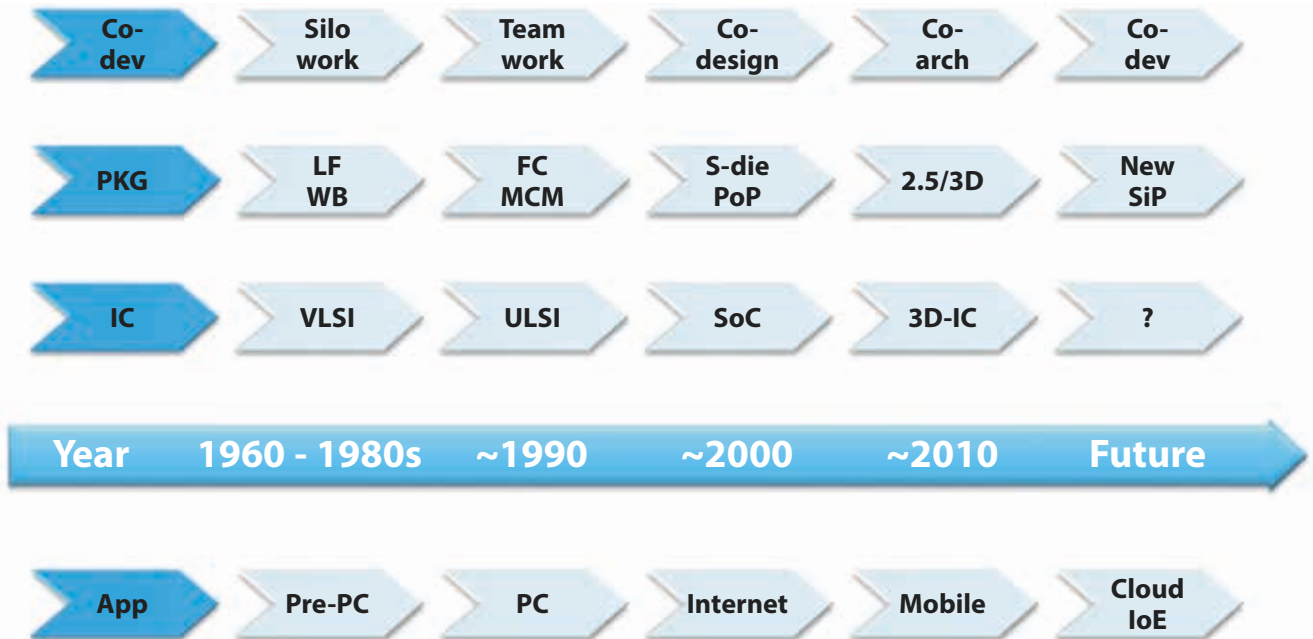 Co-
dev
Silo
work
Team
work
Co-
design
Co-
arch
Co-
dev
PKG
LF
WB
FC
MCM
S-die
PoP
2.5/3D
New
SiP
IC
VLSI
ULSI
SoC
3D-IC
?
Year
1960 - 1980s
~1990
~2000
~2010
Future
App
Pre-PC
PC
Internet
Mobile
Cloud
IoE